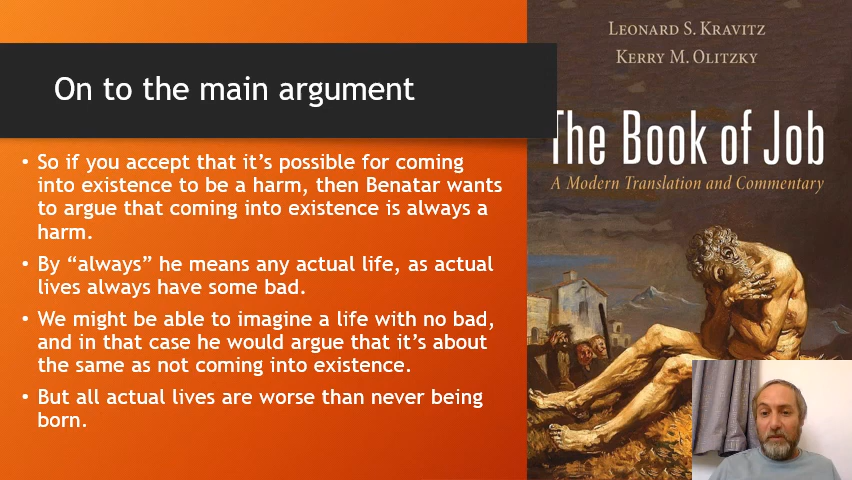 On to the main argument
• So if you accept that it’s possible for coming
into existence to be a harm, then Benatar wants
to argue that coming into existence is always a
harm.
• By “always” he means any actual life, as actual
lives always have some bad.
• We might be able to imagine a life with no bad,
and in that case he would argue that it’s about
the same as not coming into existence.
• But all actual lives are worse than never being
born.
LEONARD S. KRAVITZ
KERRY M. OLITZKY
The Book of Job
A Modern Translation and Commentary